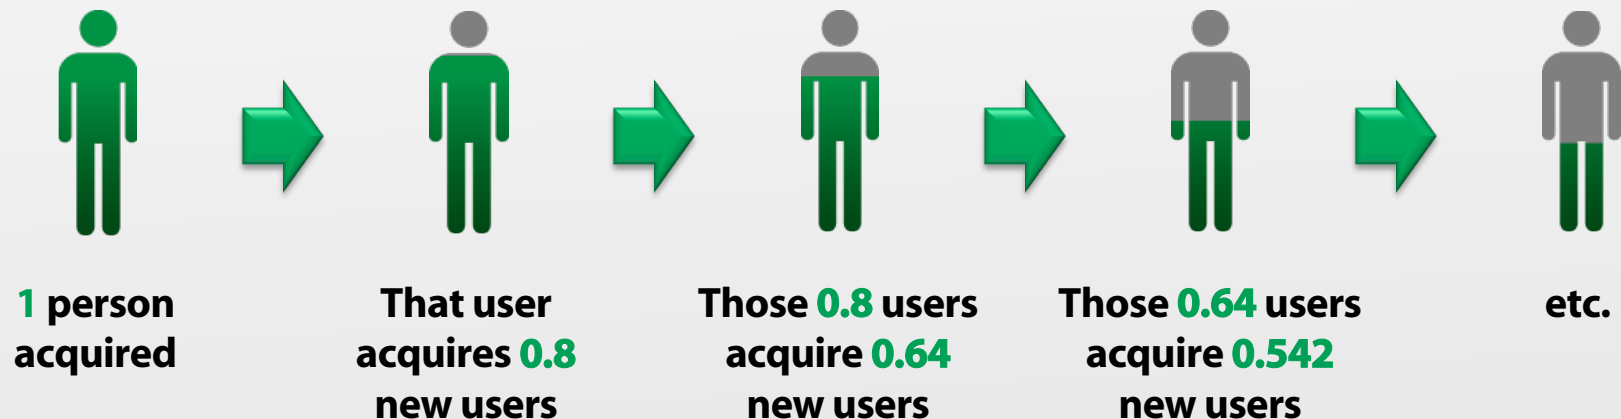 1 person
acquired
That user
acquires 0.8
new users
Those 0.8 users
acquire 0.64
new users
Those 0.64 users
acquire 0.542
new users
etc.